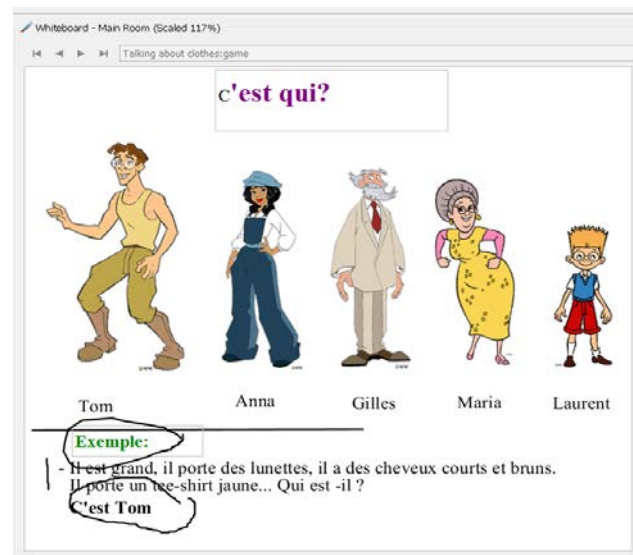 Whiteboard - Main Room (Scaled 117%)
Talking about clothes:game
c'est qui?
Tom
Anna
Gilles
Maria
Laurent
Exemple:
- Il est grand, il porte des lunettes, il a des cheveux courts et bruns.
Il porte un tee-shirt jaune... Qui est -il ?
C'est Tom